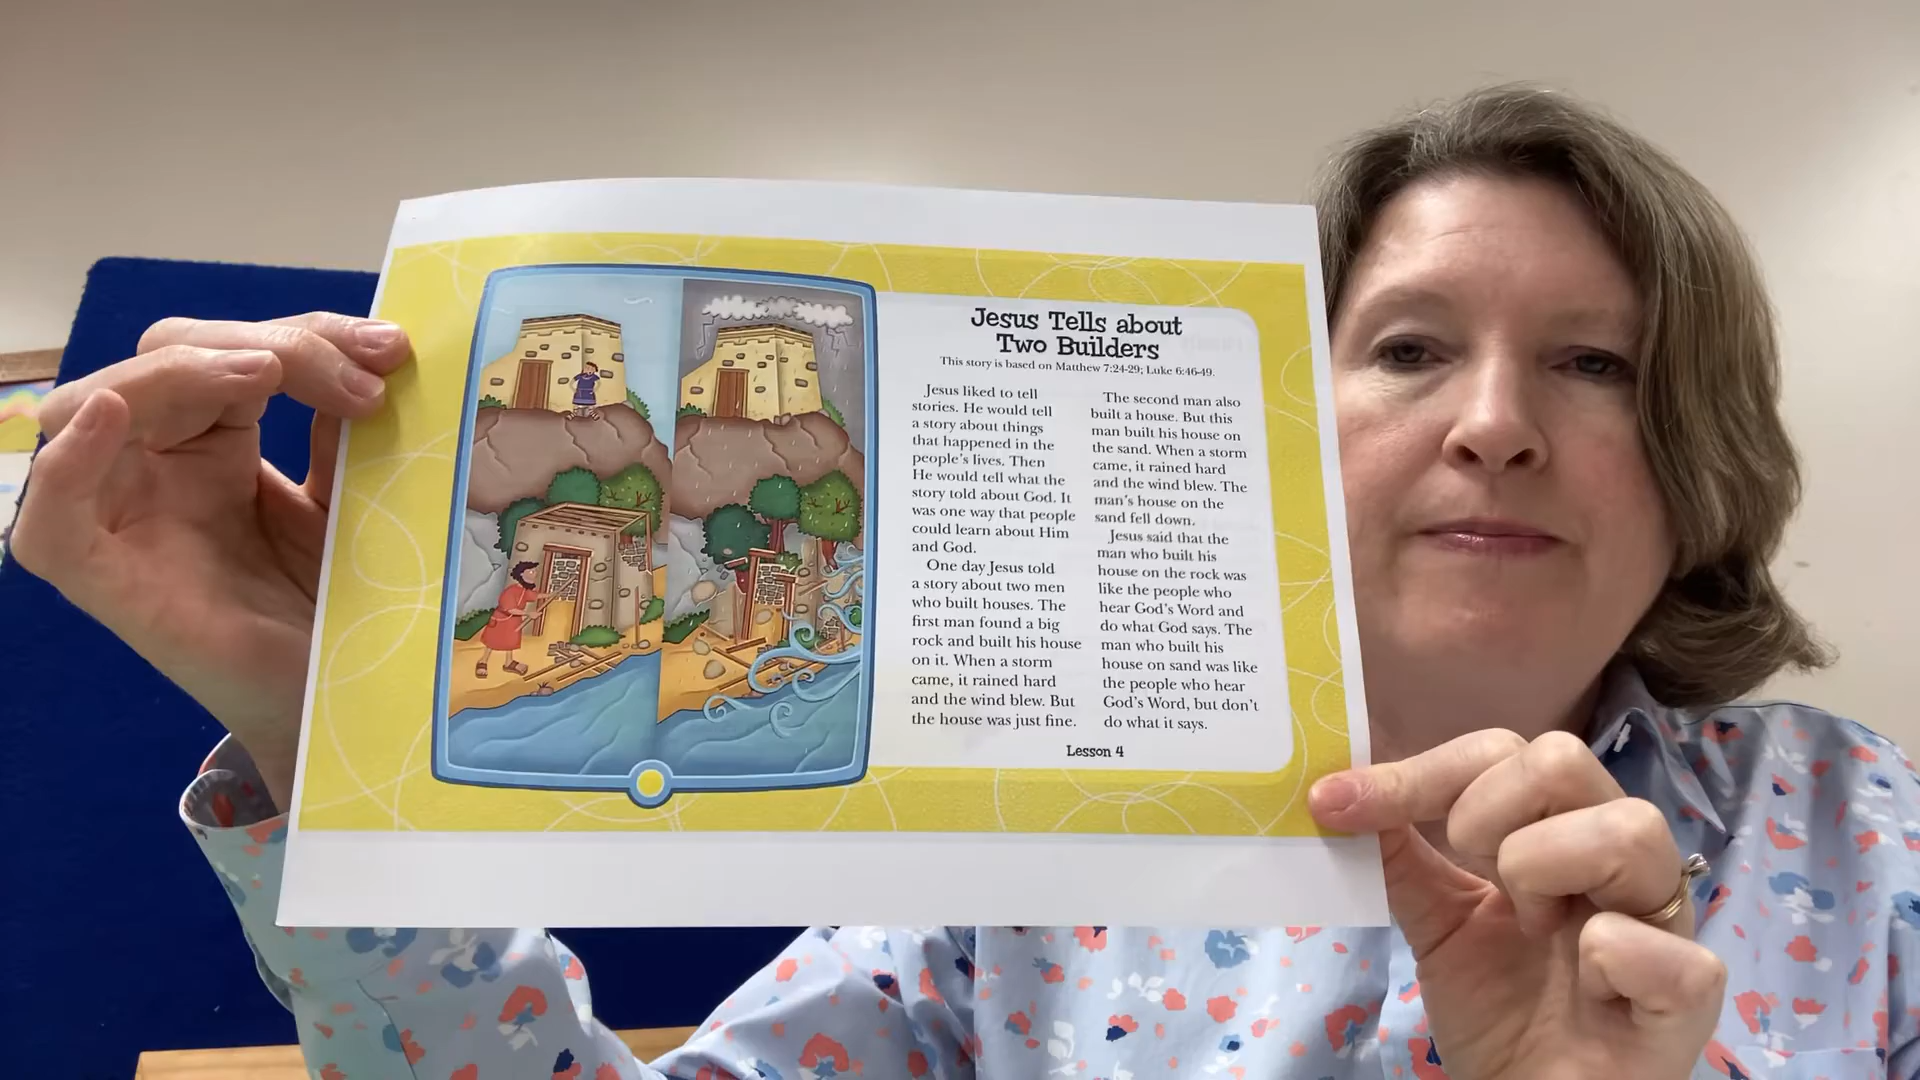 Jesus Tells about
Two Builders
This story is based on Matthew 7:24-29; Luke 6:46-49.
Jesus liked to tell
stories. He would tell
a story about things
that happened in the
people's lives. Then
He would tell what the
story told about God. It
was one way that people
could learn about Him
and God.
One day Jesus told
a story about two men
who built houses. The
first man found a big
rock and built his house
on it. When a storm
came, it rained hard
and the wind blew. But
the house was just fine.
The second man also
built a house. But this
man built his house on
the sand. When a storm
came, it rained hard
and the wind blew. The
man's house on the
sand fell down.
Jesus said that the
man who built his
house on the rock was
like the people who
hear God's Word and
do what God says. The
man who built his
house on sand was like
the people who hear
God's Word, but don't
do what it says.
Lesson 4